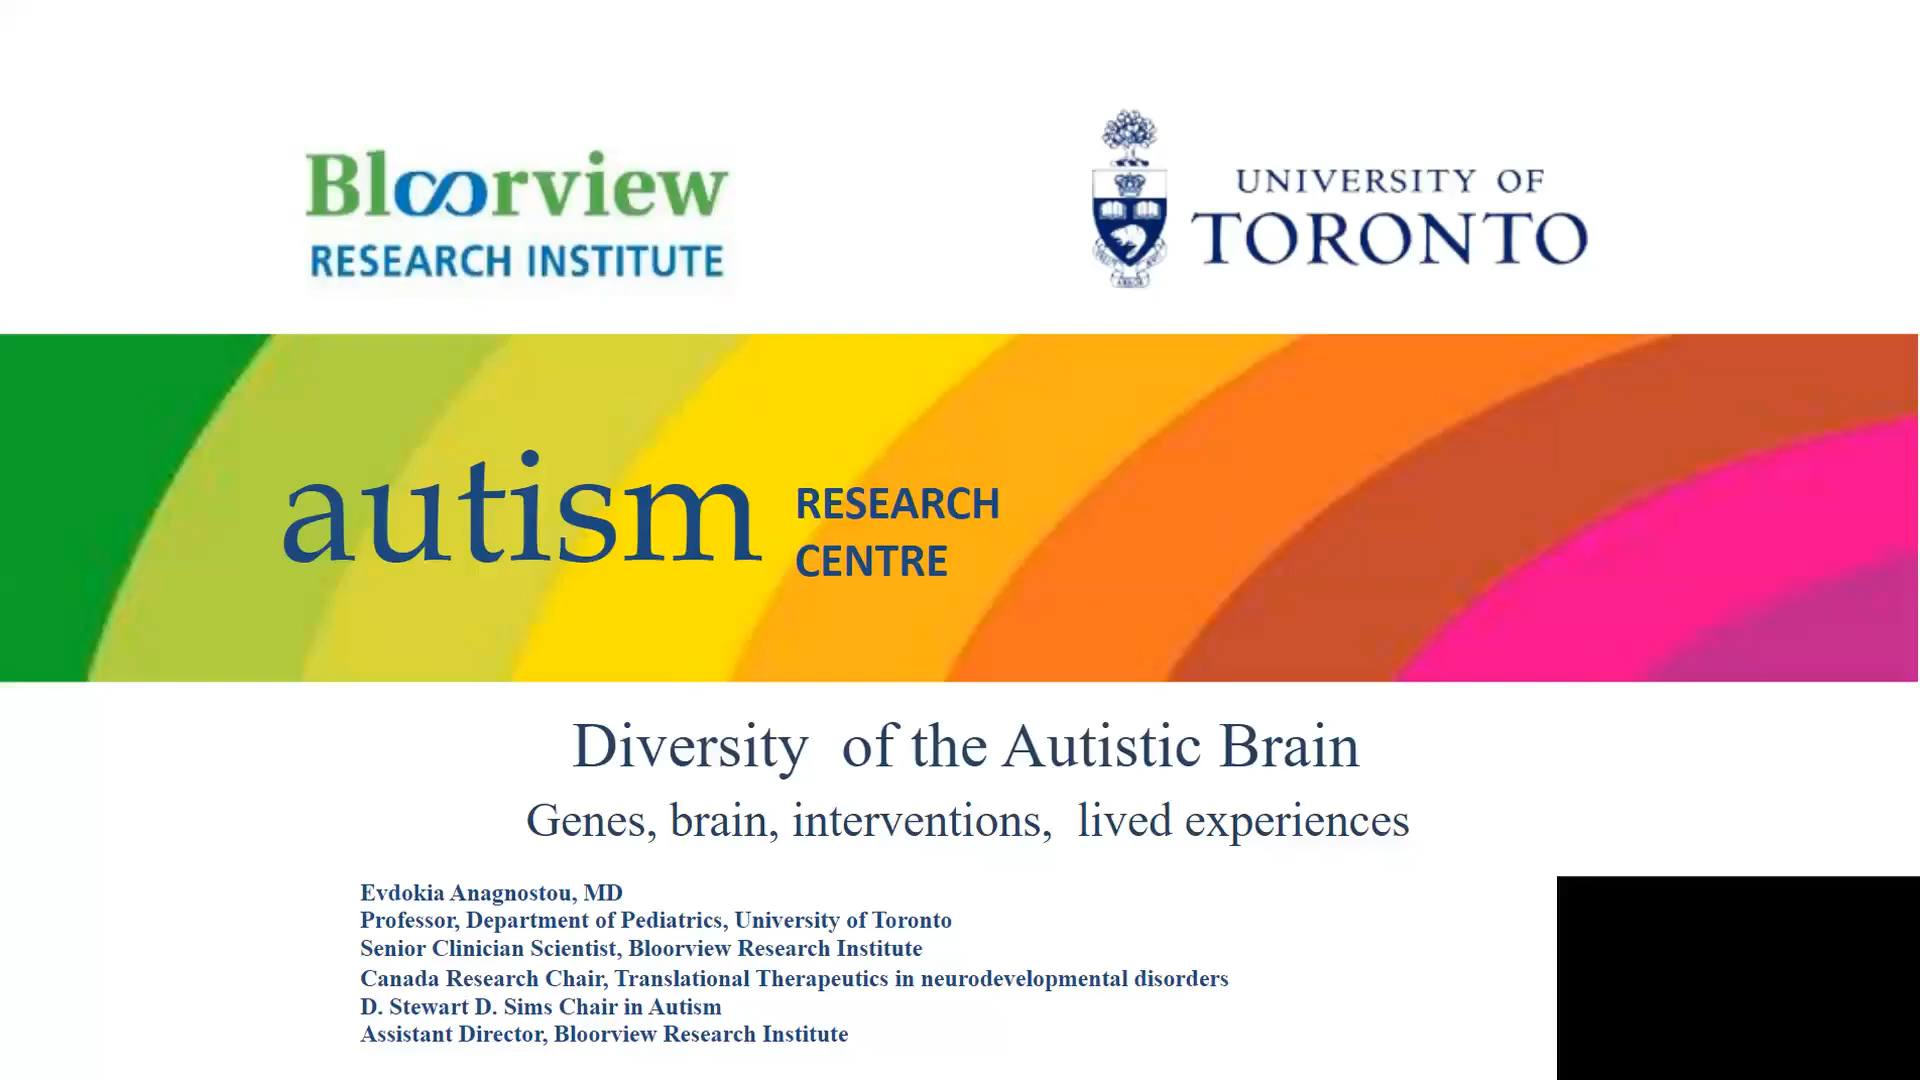 Bloorview
RESEARCH INSTITUTE
UNIVERSITY OF
TORONTO
autism
RESEARCH
CENTRE
Diversity of the Autistic Brain
Genes, brain, interventions, lived experiences
Evdokia Anagnostou, MD
Professor, Department of Pediatrics, University of Toronto
Senior Clinician Scientist, Bloorview Research Institute
Canada Research Chair, Translational Therapeutics in neurodevelopmental disorders
D. Stewart D. Sims Chair in Autism
Assistant Director, Bloorview Research Institute